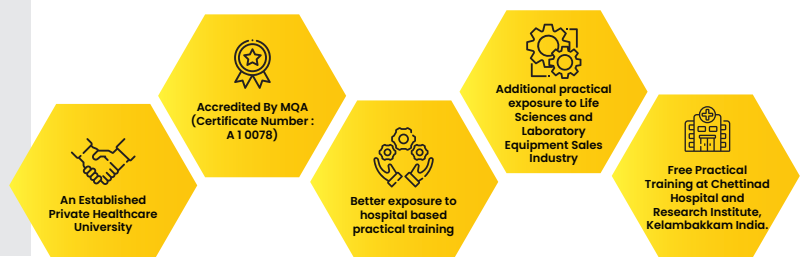 An Established
Private Healthcare
University
Accredited By MQA
(Certificate Number :
A 1 0078)
Better exposure to
hospital based
practical training
Additional practical
exposure to Life
Sciences and
Laboratory
Equipment Sales
Industry
Free Practical
Training at Chettinad
Hospital and
Research Institute,
Kelambakkam India.